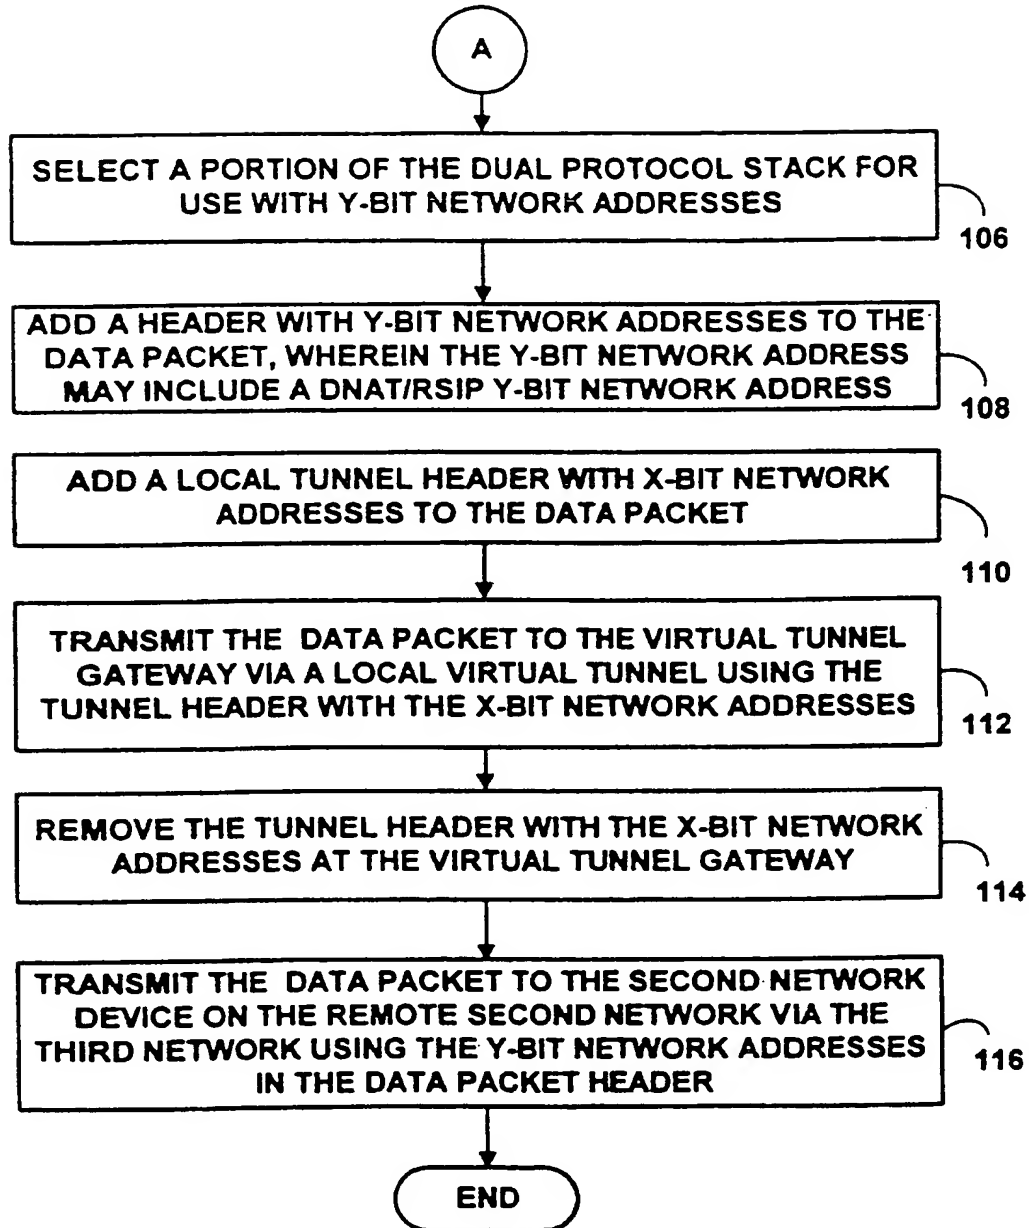 A
SELECT A PORTION OF THE DUAL PROTOCOL STACK FOR
USE WITH Y-BIT NETWORK ADDRESSES
106
ADD A HEADER WITH Y-BIT NETWORK ADDRESSES TO THE
DATA PACKET, WHEREIN THE Y-BIT NETWORK ADDRESS
MAY INCLUDE A DNAT/RSIP Y-BIT NETWORK ADDRESS
108
ADD A LOCAL TUNNEL HEADER WITH X-BIT NETWORK
ADDRESSES TO THE DATA PACKET
110
TRANSMIT THE DATA PACKET TO THE VIRTUAL TUNNEL
GATEWAY VIA A LOCAL VIRTUAL TUNNEL USING THE
TUNNEL HEADER WITH THE X-BIT NETWORK ADDRESSES
112
REMOVE THE TUNNEL HEADER WITH THE X-BIT NETWORK
ADDRESSES AT THE VIRTUAL TUNNEL GATEWAY
114
TRANSMIT THE DATA PACKET TO THE SECOND NETWORK
DEVICE ON THE REMOTE SECOND NETWORK VIA THE
THIRD NETWORK USING THE Y-BIT NETWORK ADDRESSES
IN THE DATA PACKET HEADER
116
END